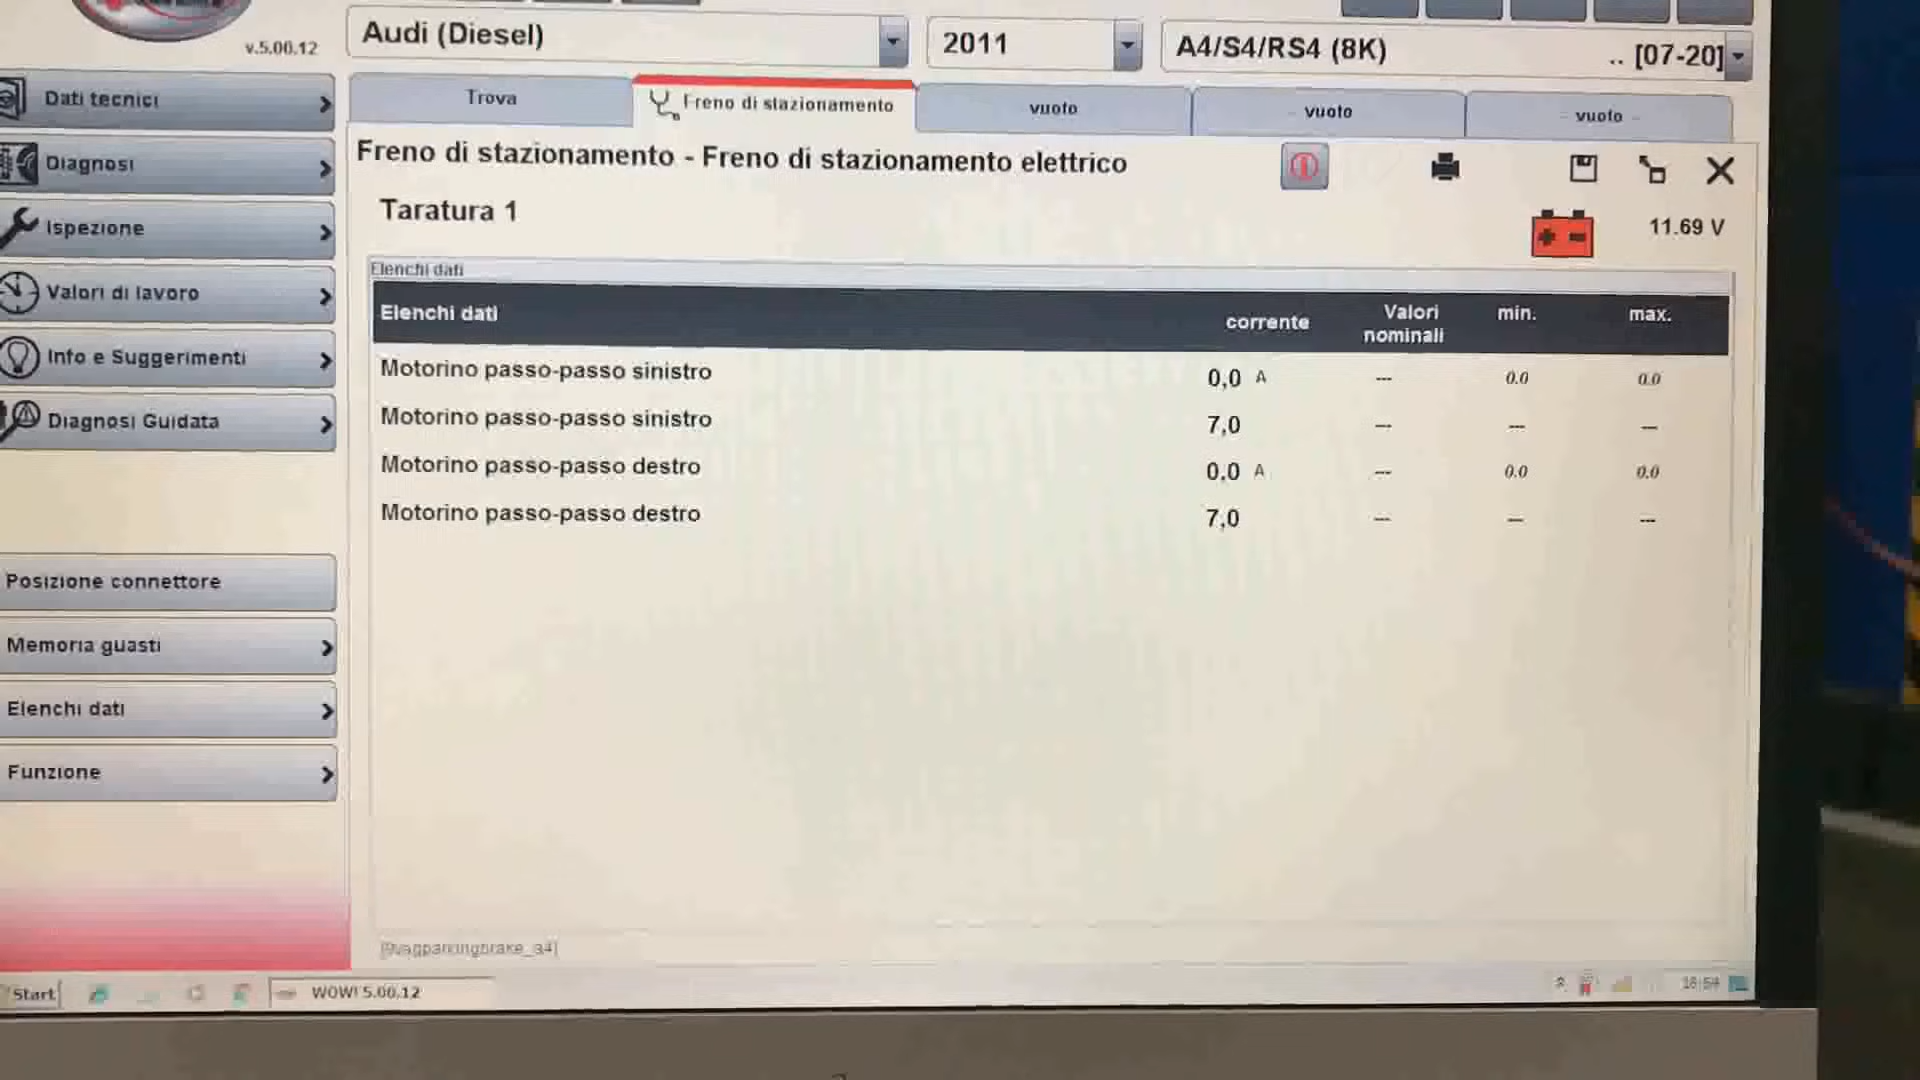 v.5.00.12
Audi (Diesel)
2011
A4/S4/RS4 (8K)
.. [07-20]
Dati tecnici
Diagnosi
Ispezione
Valori di lavoro
Info e Suggerimenti
Diagnosi Guidata
Posizione connettore
Memoria guasti
Elenchi dati
Funzione
Trova
Freno di stazionamento
vuoto
vuoto
vuoto
Freno di stazionamento - Freno di stazionamento elettrico
Taratura 1
11.69 V
Elenchi dati
Elenchi dati corrente Valori nominali min. max.
Motorino passo-passo sinistro 0,0 A --- 0.0 0.0
Motorino passo-passo sinistro 7,0 --- --- ---
Motorino passo-passo destro 0,0 A --- 0.0 0.0
Motorino passo-passo destro 7,0 --- --- ---
Start
WOW! 5.00.12